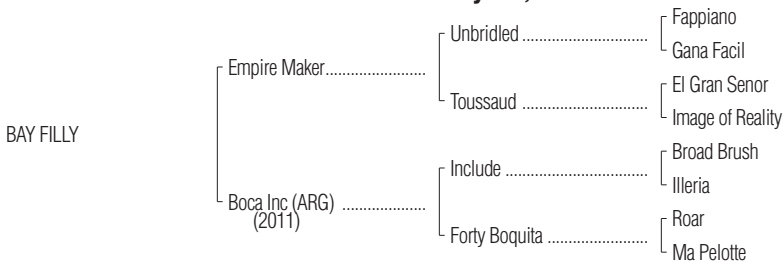 Fappiano
Unbridled ..................................
Gana Facil
Empire Maker..........................
El Gran Senor
Toussaud ..................................
Image of Reality
BAY FILLY
Broad Brush
Include ......................................
Illeria
Boca Inc (ARG) .....................
(2011)
Roar
Forty Boquita ...........................
Ma Pelotte